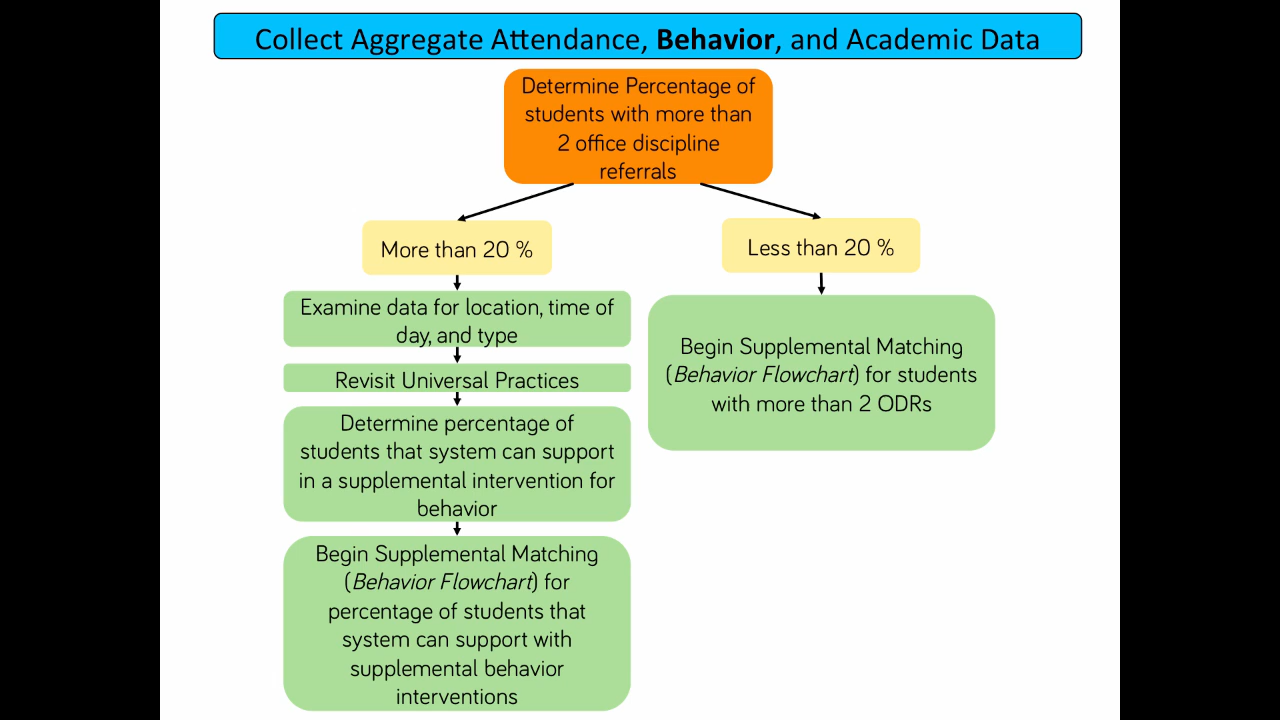 Collect Aggregate Attendance, Behavior, and Academic Data
Determine Percentage of
students with more than
2 office discipline
referrals
More than 20 %
Less than 20 %
Examine data for location, time of
day, and type
Revisit Universal Practices
Determine percentage of
students that system can support
in a supplemental intervention for
behavior
Begin Supplemental Matching
(Behavior Flowchart) for
percentage of students that
system can support with
supplemental behavior
interventions
Begin Supplemental Matching
(Behavior Flowchart) for students
with more than 2 ODRs